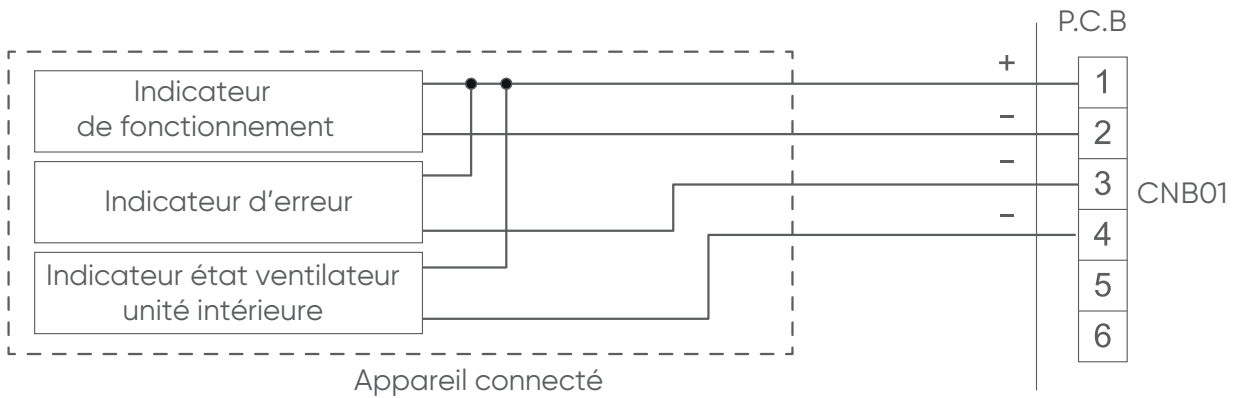 P.C.B
Indicateur
de fonctionnement
Indicateur d’erreur
Indicateur état ventilateur
unité intérieure
+
–
–
–
1
2
3
4
5
6
CNB01
Appareil connecté